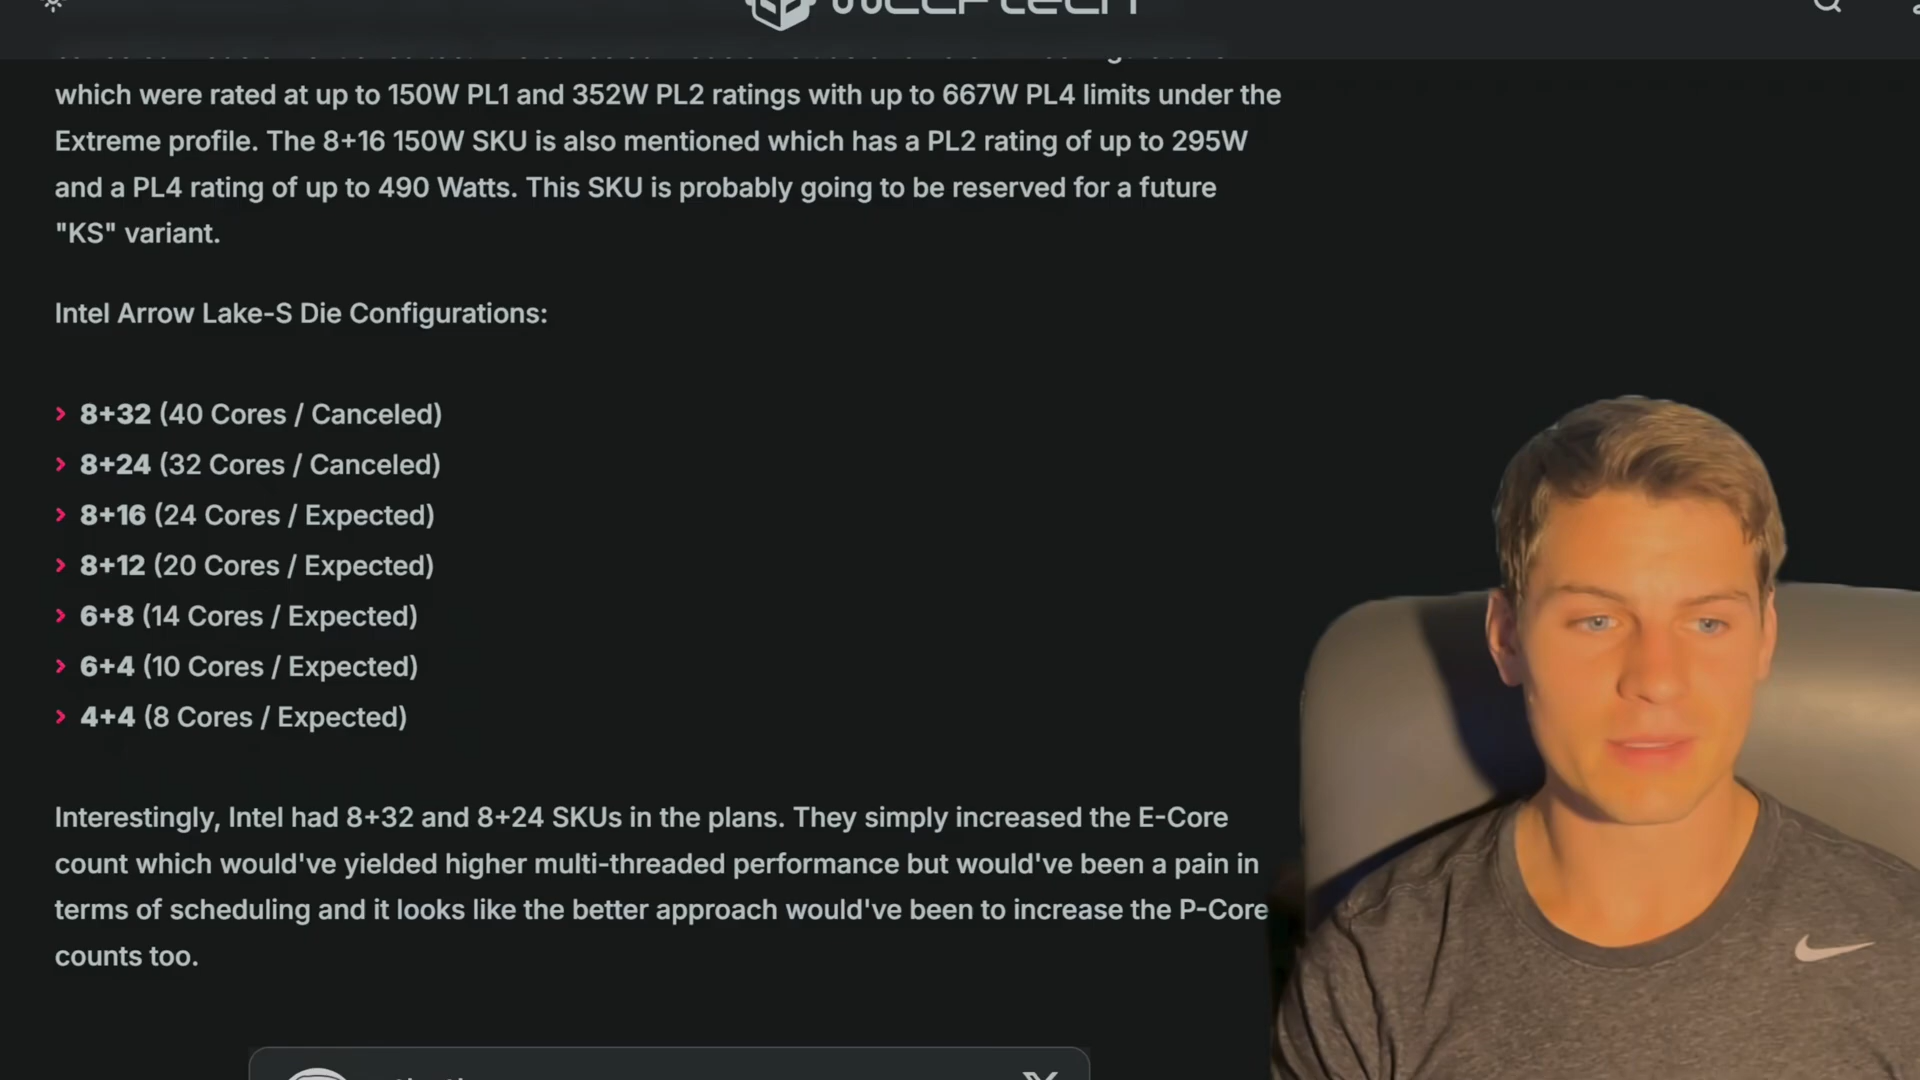 which were rated at up to 150W PL1 and 352W PL2 ratings with up to 667W PL4 limits under the
Extreme profile. The 8+16 150W SKU is also mentioned which has a PL2 rating of up to 295W
and a PL4 rating of up to 490 Watts. This SKU is probably going to be reserved for a future
"KS" variant.
Intel Arrow Lake-S Die Configurations:
8+32 (40 Cores / Canceled)
8+24 (32 Cores / Canceled)
8+16 (24 Cores / Expected)
8+12 (20 Cores / Expected)
6+8 (14 Cores / Expected)
6+4 (10 Cores / Expected)
4+4 (8 Cores / Expected)
Interestingly, Intel had 8+32 and 8+24 SKUs in the plans. They simply increased the E-Core
count which would've yielded higher multi-threaded performance but would've been a pain in
terms of scheduling and it looks like the better approach would've been to increase the P-Core
counts too.